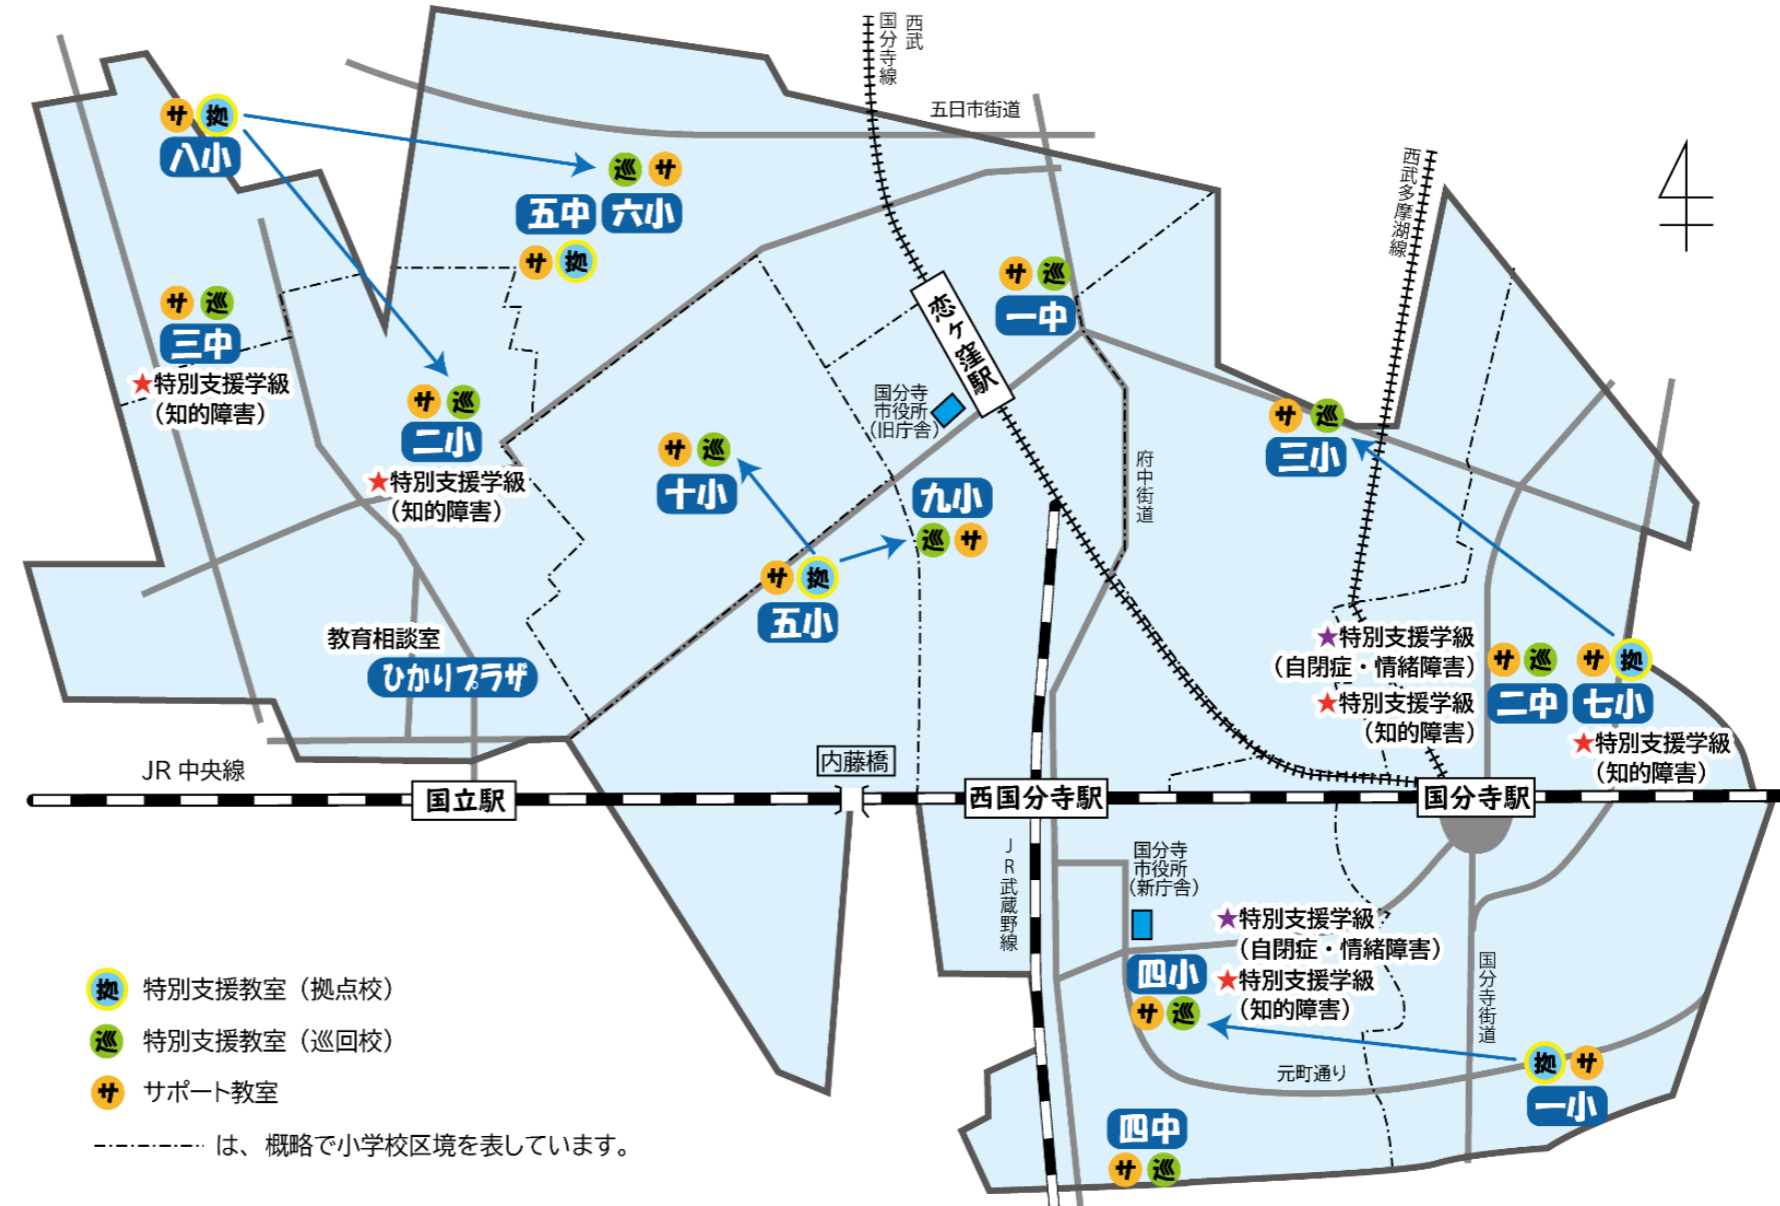 西武
国分寺線
五日市街道
西武多摩湖線
サ 拠
八小
巡 サ
五中 六小
サ 拠
サ 巡
三中
★特別支援学級
（知的障害）
サ 巡
二小
★特別支援学級
（知的障害）
サ 巡
一中
恋ヶ窪駅
国分寺
市役所
（旧庁舎）
府中街道
サ 巡
三小
サ 巡
十小
九小
巡 サ
サ 拠
五小
教育相談室
ひかりプラザ
★特別支援学級
（自閉症・情緒障害）
★特別支援学級
（知的障害）
サ 巡
二中
サ 拠
七小
★特別支援学級
（知的障害）
JR 中央線
国立駅
内藤橋
西国分寺駅
国分寺駅
JR武蔵野線
国分寺
市役所
（新庁舎）
★特別支援学級
（自閉症・情緒障害）
★特別支援学級
（知的障害）
四小
サ 巡
国分寺街道
元町通り
拠 サ
一小
四中
サ 巡
拠 特別支援教室（拠点校）
巡 特別支援教室（巡回校）
サ サポート教室
は、概略で小学校区境を表しています。